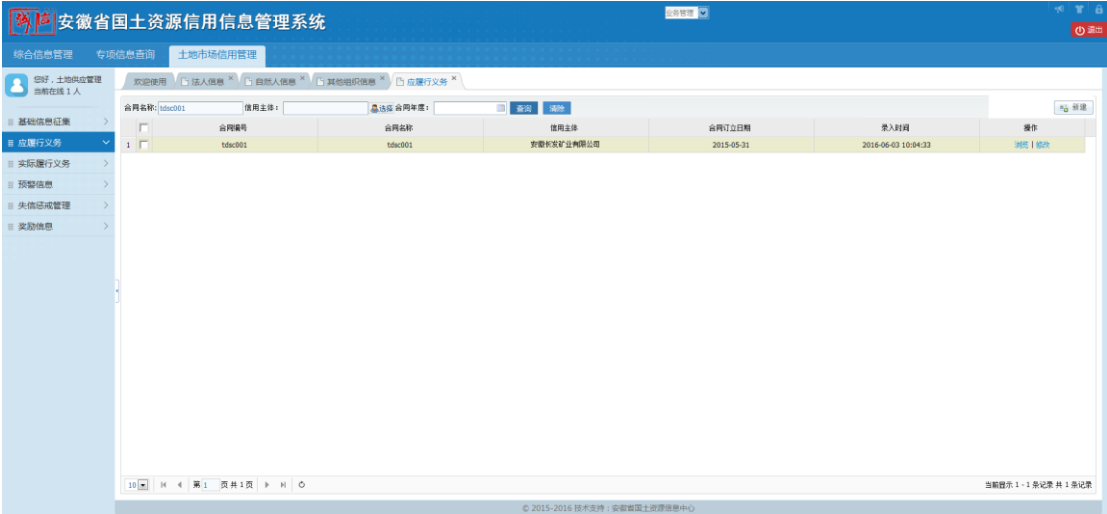 诚信 安徽省国土资源信用信息管理系统
业务管理
退出
综合信息管理 专项信息查询 土地市场信用管理
您好，土地供应管理
当前在线 1 人
欢迎使用 法人信息 × 自然人信息 × 其他组织信息 × 应履行义务 ×
合同名称: tdsc001 信用主体： 选择 合同年度： 查询 清除 新建
基础信息征集
应履行义务
实际履行义务
预警信息
失信惩戒管理
奖励信息
合同编号 合同名称 信用主体 合同订立日期 录入时间 操作
1 tdsc001 tdsc001 安徽长发矿业有限公司 2015-05-31 2016-06-03 10:04:33 浏览 | 修改
10 第 1 页 共 1 页 当前显示 1 - 1 条记录 共 1 条记录
© 2015-2016 技术支持：安徽省国土资源信息中心